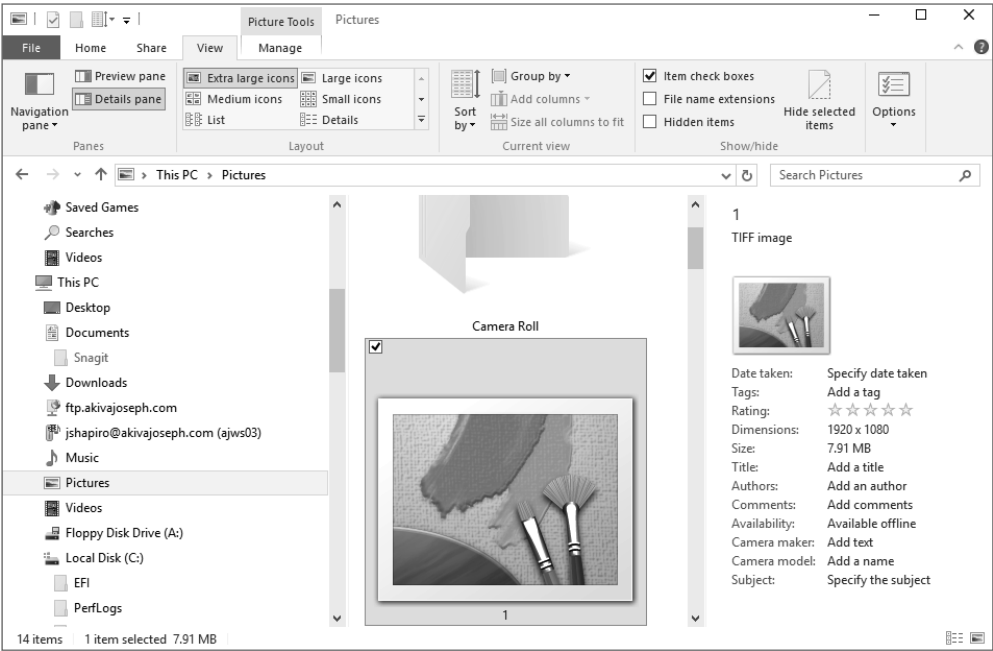 Picture Tools
Pictures
File
Home
Share
View
Manage
Navigation pane
Preview pane
Details pane
Panes
Extra large icons
Large icons
Medium icons
Small icons
List
Details
Layout
Sort by
Group by
Add columns
Size all columns to fit
Current view
Item check boxes
File name extensions
Hidden items
Hide selected items
Show/hide
Options
This PC > Pictures
Search Pictures
Saved Games
Searches
Videos
This PC
Desktop
Documents
Snagit
Downloads
ftp.akivajoseph.com
jshapiro@akivajoseph.com (ajws03)
Music
Pictures
Videos
Floppy Disk Drive (A:)
Local Disk (C:)
EFI
PerfLogs
Camera Roll
1
1
TIFF image
Date taken: Specify date taken
Tags: Add a tag
Rating: ☆☆☆☆☆
Dimensions: 1920 x 1080
Size: 7.91 MB
Title: Add a title
Authors: Add an author
Comments: Add comments
Availability: Available offline
Camera maker: Add text
Camera model: Add a name
Subject: Specify the subject
14 items 1 item selected 7.91 MB